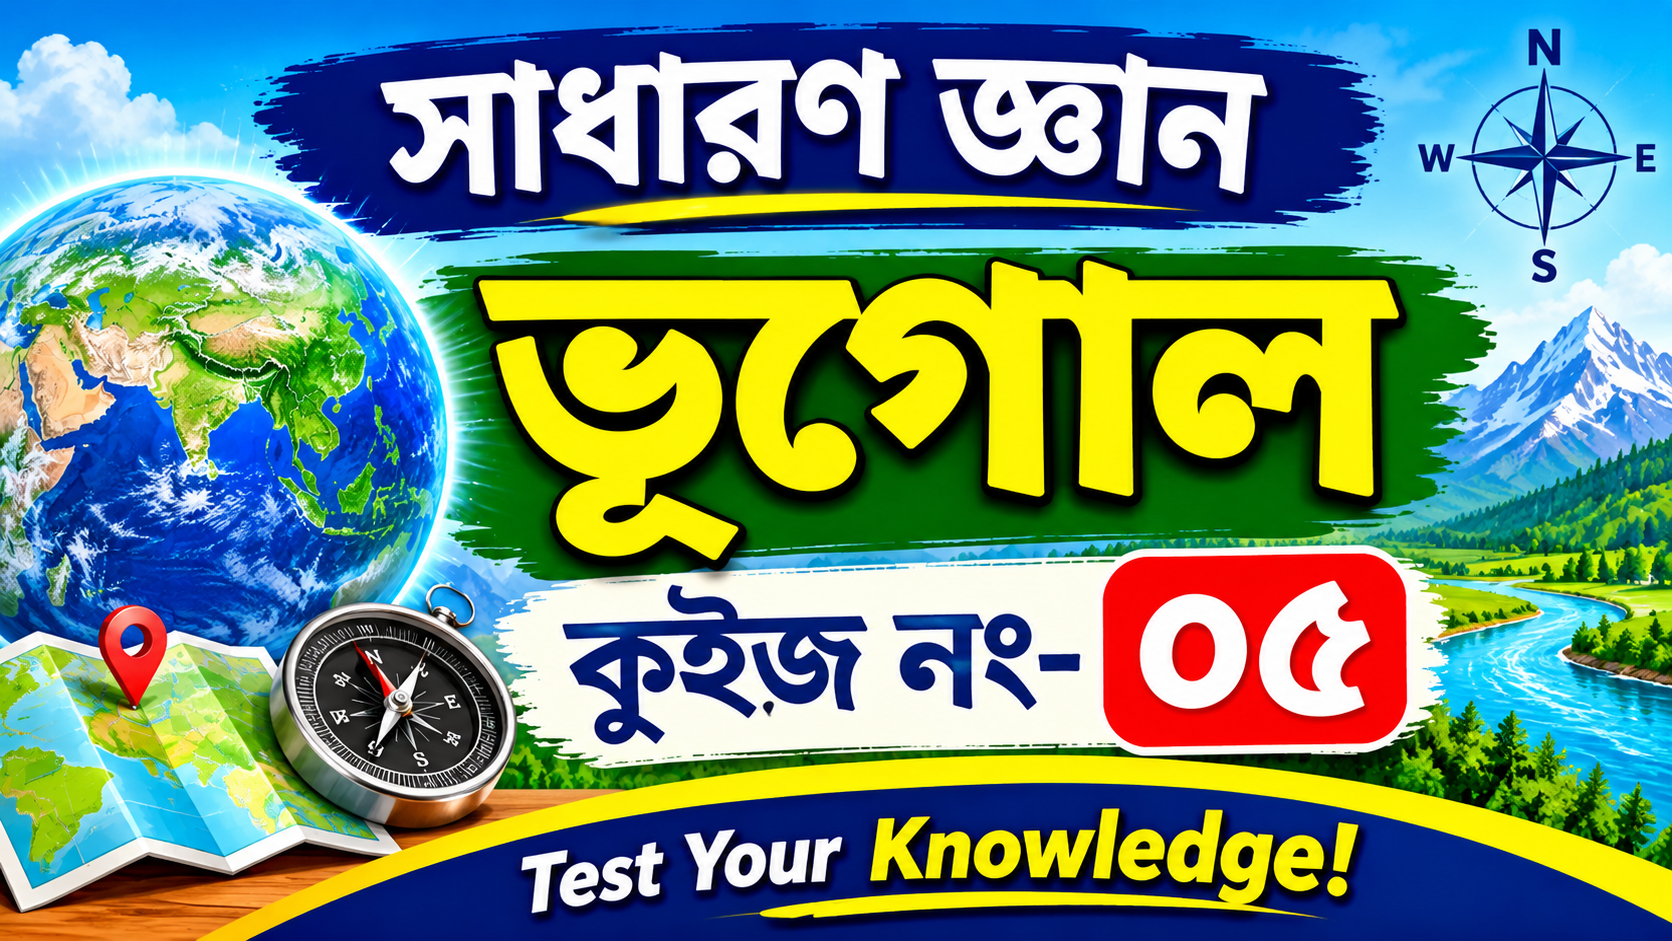 সাধারণ জ্ঞান
ভূগোল
কুইজ নং- ০৫
Test Your Knowledge!
N
W E
S
N
E
S